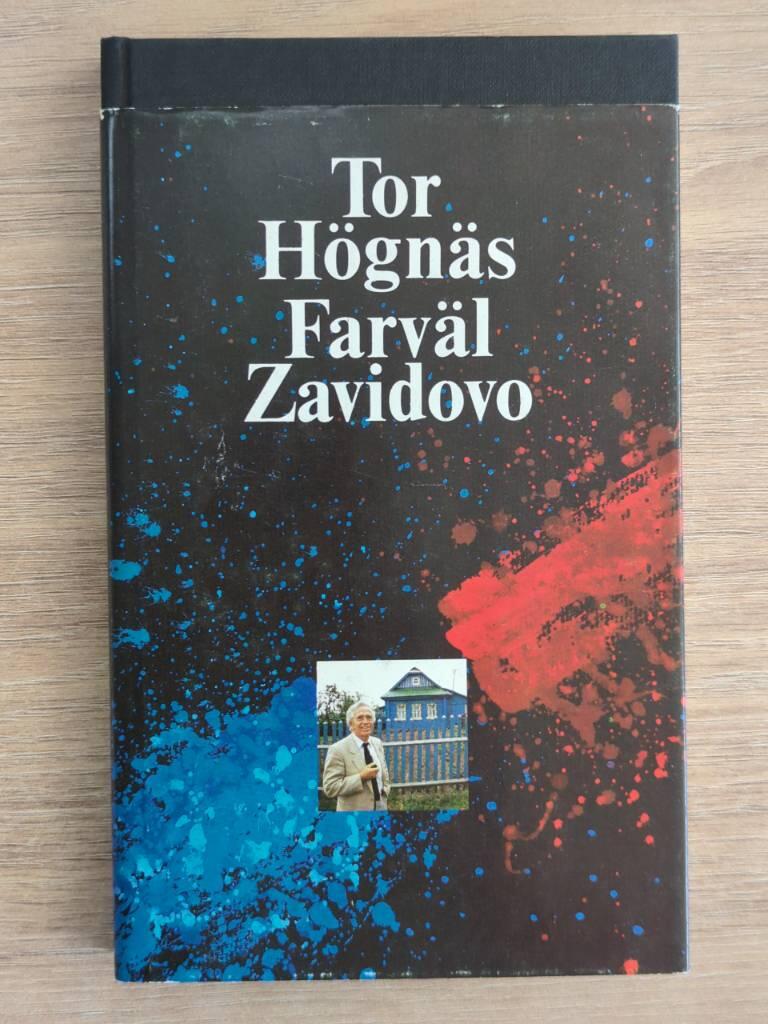 Tor
Högnäs
Farväl
Zavidovo